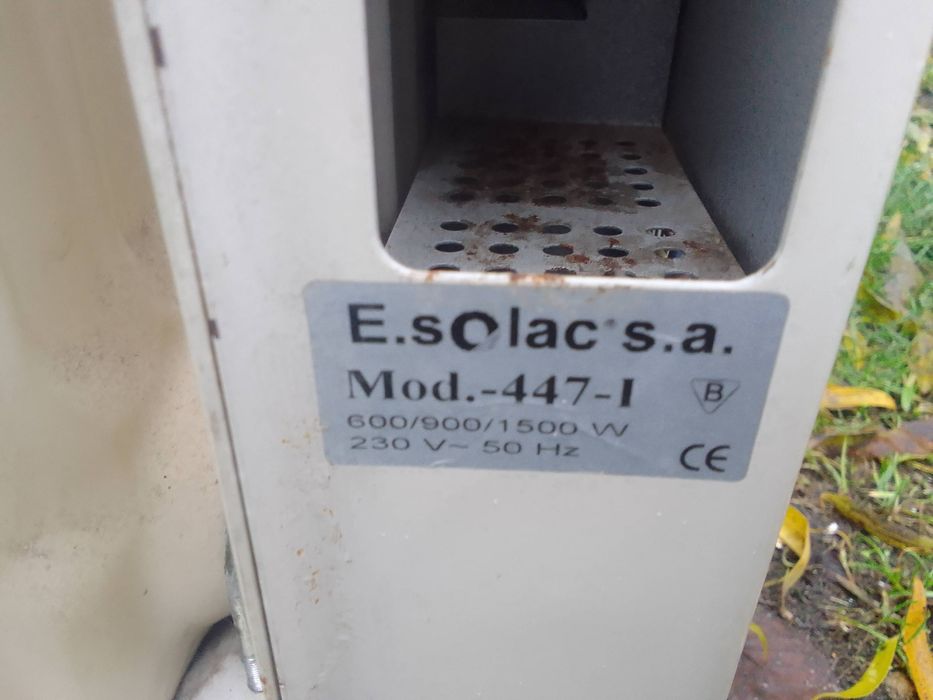 E.solac s.a.
Mod.-447-I
B
600/900/1500 W
230 V~ 50 Hz
CE